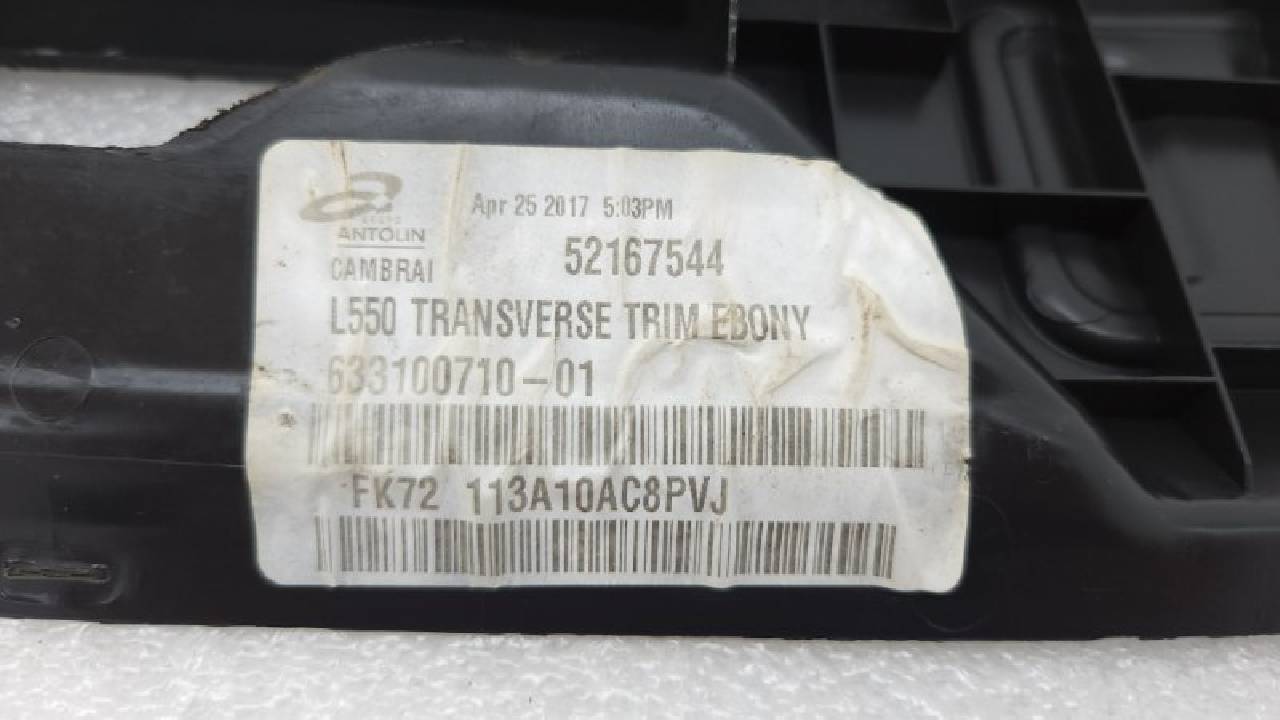 Apr 25 2017 5:03PM
ANTOLIN
CAMBRAI
52167544
L550 TRANSVERSE TRIM EBONY
633100710-01
FK72 113A10AC8PVJ